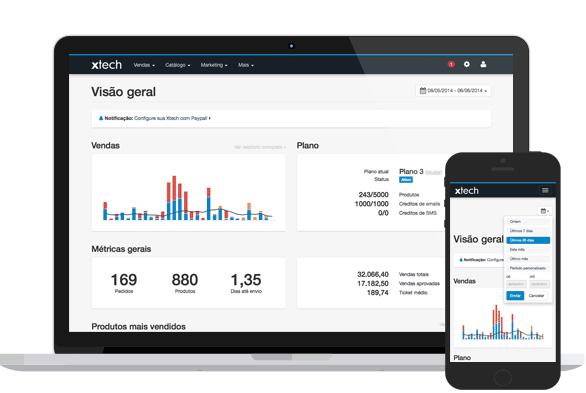 xtech Vendas Catálogo Marketing Mais 1
Visão geral 08/05/2014 - 06/06/2014
Notificação: Configure sua Xtech com Paypal!
Vendas Ver relatório completo Plano
Plano atual Plano 3 (Mudar)
Status Ativo
243/5000 Produtos
1000/1000 Creditos de emails
0/0 Creditos de SMS
Métricas gerais
169 880 1,35
Pedidos Produtos Dias até envio
32.066,40 Vendas totais
17.182,50 Vendas aprovadas
189,74 Ticket médio
Produtos mais vendidos
xtech
Ontem
Últimos 7 dias
Últimos 30 dias
Este mês
Último mês
Período personalizado
Visão geral
Enviar Cancelar
Notificação: Configure
Vendas
Plano